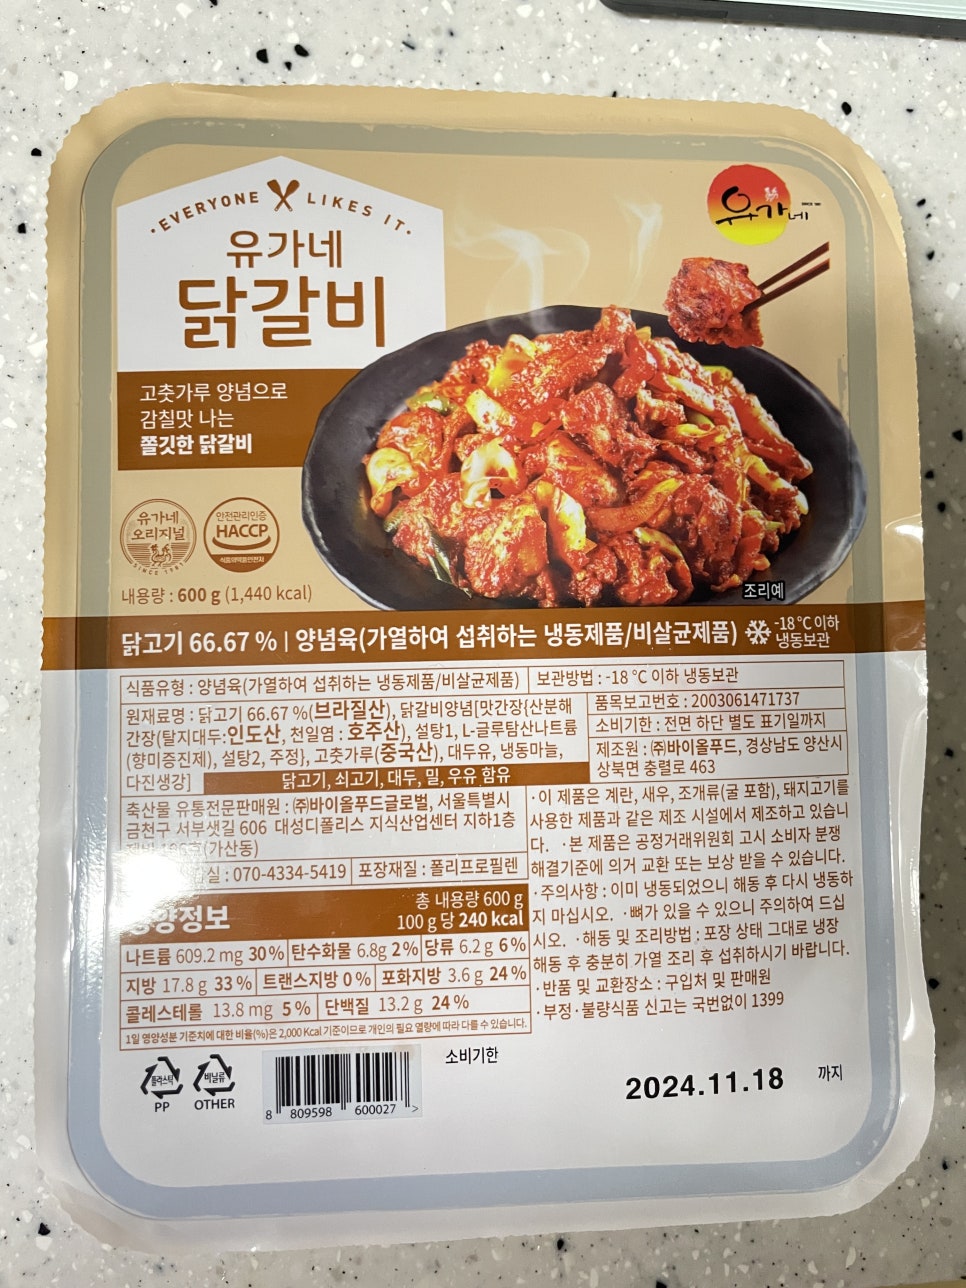 ·EVERYONE LIKES IT·
유가네
닭갈비
유가네
SINCE 1981
고춧가루 양념으로
감칠맛 나는
쫄깃한 닭갈비
유가네
오리지널
SINCE 1981
안전관리인증
HACCP
식품의약품안전처
내용량 : 600 g (1,440 kcal)
조리예
닭고기 66.67 % | 양념육(가열하여 섭취하는 냉동제품/비살균제품)
-18 ℃ 이하
냉동보관
식품유형 : 양념육(가열하여 섭취하는 냉동제품/비살균제품)
보관방법 : -18 ℃ 이하 냉동보관
원재료명 : 닭고기 66.67 %(브라질산), 닭갈비양념[맛간장{산분해
간장(탈지대두:인도산, 천일염 : 호주산), 설탕1, L-글루탐산나트륨
(향미증진제), 설탕2, 주정}, 고춧가루(중국산), 대두유, 냉동마늘,
다진생강]
닭고기, 쇠고기, 대두, 밀, 우유 함유
품목보고번호 : 2003061471737
소비기한 : 전면 하단 별도 표기일까지
제조원 : ㈜바이올푸드, 경상남도 양산시
상북면 충렬로 463
축산물 유통전문판매원 : ㈜바이올푸드글로벌, 서울특별시
금천구 서부샛길 606 대성디폴리스 지식산업센터 지하1층
(가산동)
실 : 070-4334-5419
포장재질 : 폴리프로필렌
· 이 제품은 계란, 새우, 조개류(굴 포함), 돼지고기를
사용한 제품과 같은 제조 시설에서 제조하고 있습니
다. ·본 제품은 공정거래위원회 고시 소비자 분쟁
해결기준에 의거 교환 또는 보상 받을 수 있습니다.
·주의사항 : 이미 냉동되었으니 해동 후 다시 냉동하
지 마십시오. ·뼈가 있을 수 있으니 주의하여 드십
시오. ·해동 및 조리방법 : 포장 상태 그대로 냉장
해동 후 충분히 가열 조리 후 섭취하시기 바랍니다.
·반품 및 교환장소 : 구입처 및 판매원
·부정·불량식품 신고는 국번없이 1399
영양정보
총 내용량 600 g
100 g 당 240 kcal
나트륨 609.2 mg 30% 탄수화물 6.8g 2% 당류 6.2 g 6%
지방 17.8 g 33 % 트랜스지방 0 % 포화지방 3.6 g 24 %
콜레스테롤 13.8 mg 5 % 단백질 13.2 g 24 %
1일 영양성분 기준치에 대한 비율(%)은 2,000 Kcal 기준이므로 개인의 필요 열량에 따라 다를 수 있습니다.
플라스틱
PP
비닐류
OTHER
8 809598 600027 >
소비기한
2024.11.18 까지